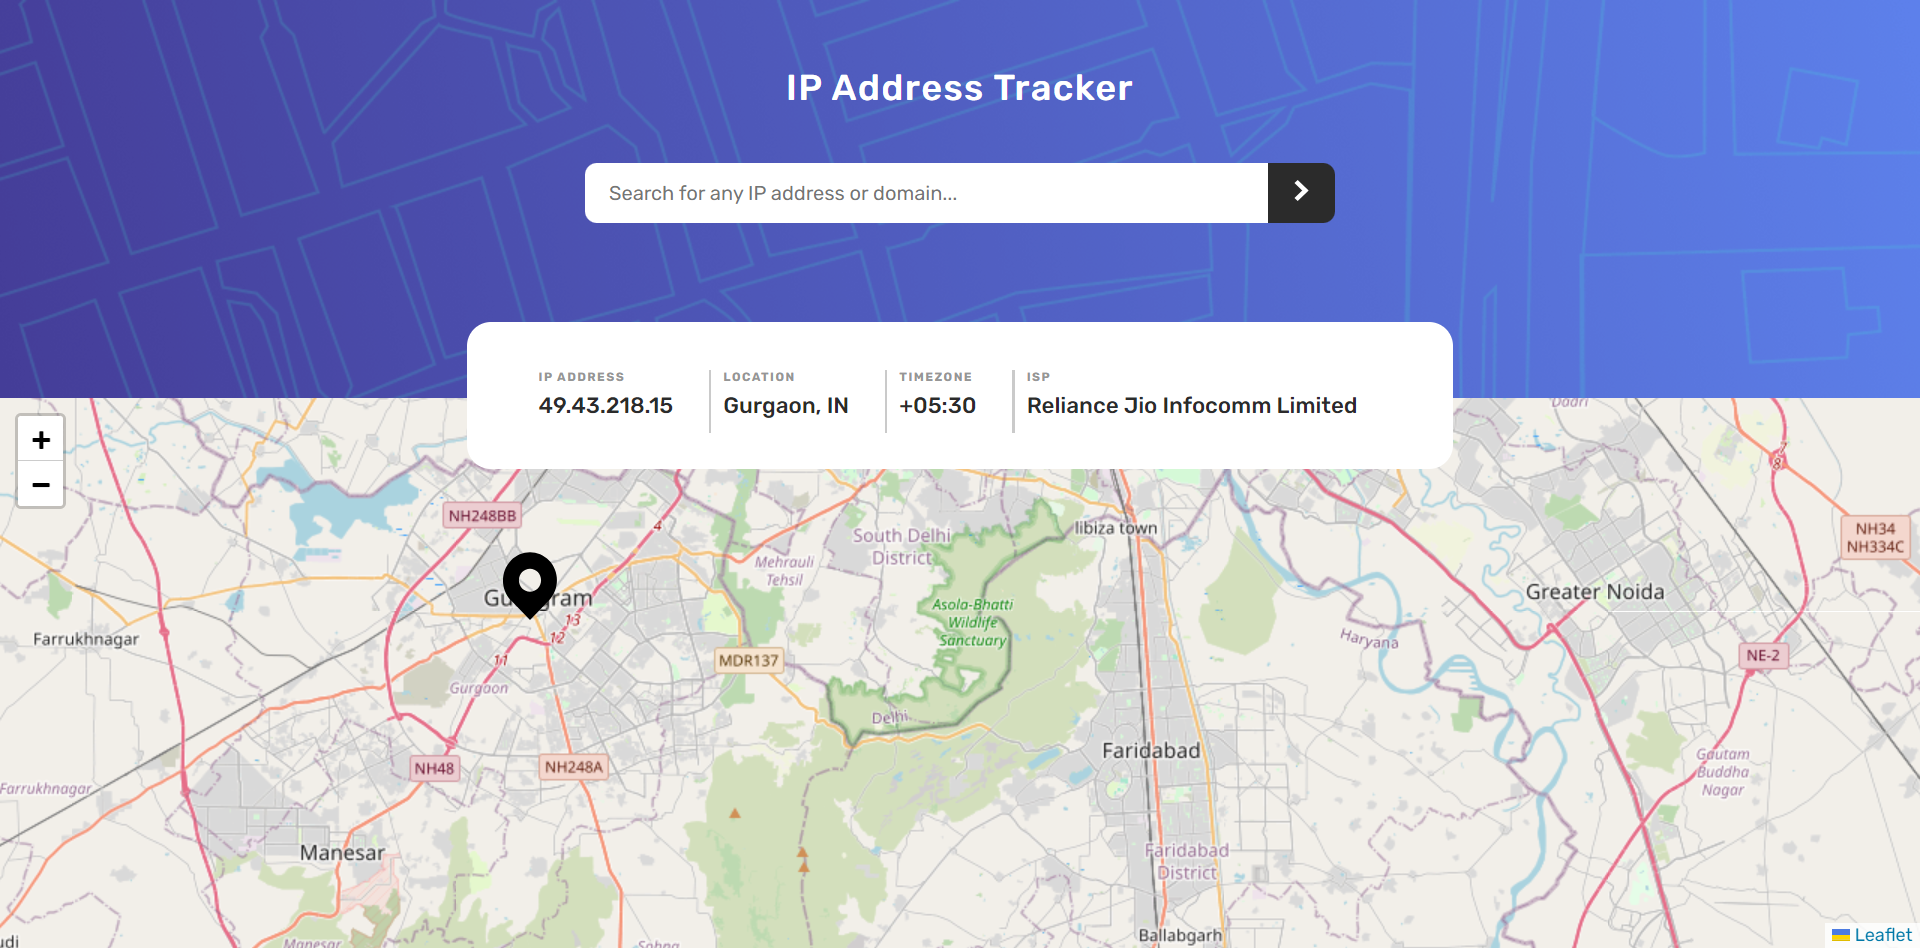 IP Address Tracker
Search for any IP address or domain...
IP ADDRESS
49.43.218.15
LOCATION
Gurgaon, IN
TIMEZONE
+05:30
ISP
Reliance Jio Infocomm Limited
+
−
Dadri
NH248BB
4
South Delhi
District
libiza town
8
NH34
NH334C
Mehrauli
Tehsil
Greater Noida
Asola-Bhatti
Wildlife
Sanctuary
Farrukhnagar
13
12
11
Haryana
MDR137
NE-2
Gurgaon
Delhi
Faridabad
NH48
NH248A
Gautam
Buddha
Nagar
Farrukhnagar
Manesar
Faridabad
District
Ballabgarh
Manesar
Sohna
Leaflet